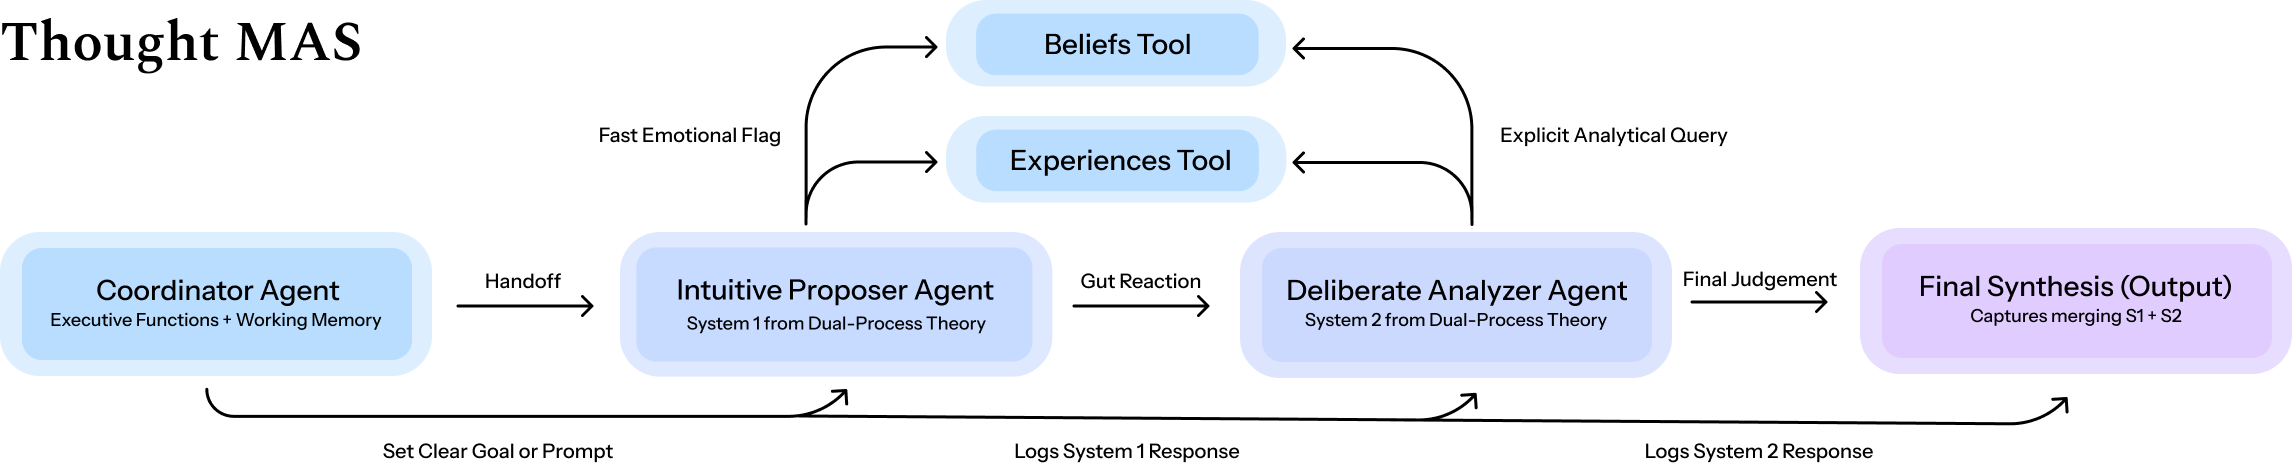 Thought MAS
Beliefs Tool
Fast Emotional Flag
Explicit Analytical Query
Experiences Tool
Coordinator Agent
Executive Functions + Working Memory
Handoff
Intuitive Proposer Agent
System 1 from Dual-Process Theory
Gut Reaction
Deliberate Analyzer Agent
System 2 from Dual-Process Theory
Final Judgement
Final Synthesis (Output)
Captures merging S1 + S2
Set Clear Goal or Prompt
Logs System 1 Response
Logs System 2 Response